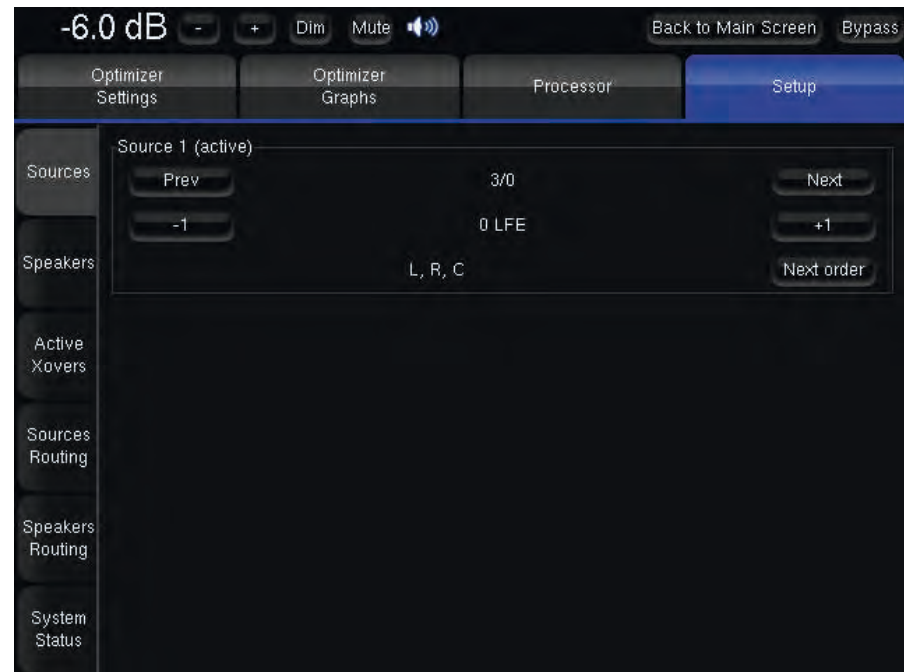 -6.0 dB - + Dim Mute Back to Main Screen Bypass
Optimizer
Settings
Optimizer
Graphs
Processor
Setup
Sources
Speakers
Active
Xovers
Sources
Routing
Speakers
Routing
System
Status
Source 1 (active)
Prev 3/0 Next
-1 0 LFE +1
L, R, C Next order